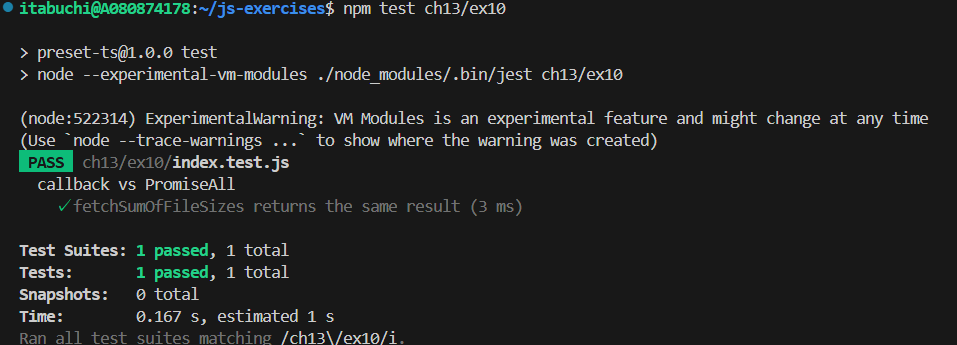 itabuchi@A080874178:~/js-exercises$ npm test ch13/ex10
> preset-ts@1.0.0 test
> node --experimental-vm-modules ./node_modules/.bin/jest ch13/ex10
(node:522314) ExperimentalWarning: VM Modules is an experimental feature and might change at any time
(Use `node --trace-warnings ...` to show where the warning was created)
PASS ch13/ex10/index.test.js
callback vs PromiseAll
✓fetchSumOfFileSizes returns the same result (3 ms)
Test Suites: 1 passed, 1 total
Tests: 1 passed, 1 total
Snapshots: 0 total
Time: 0.167 s, estimated 1 s
Ran all test suites matching /ch13\/ex10/i.